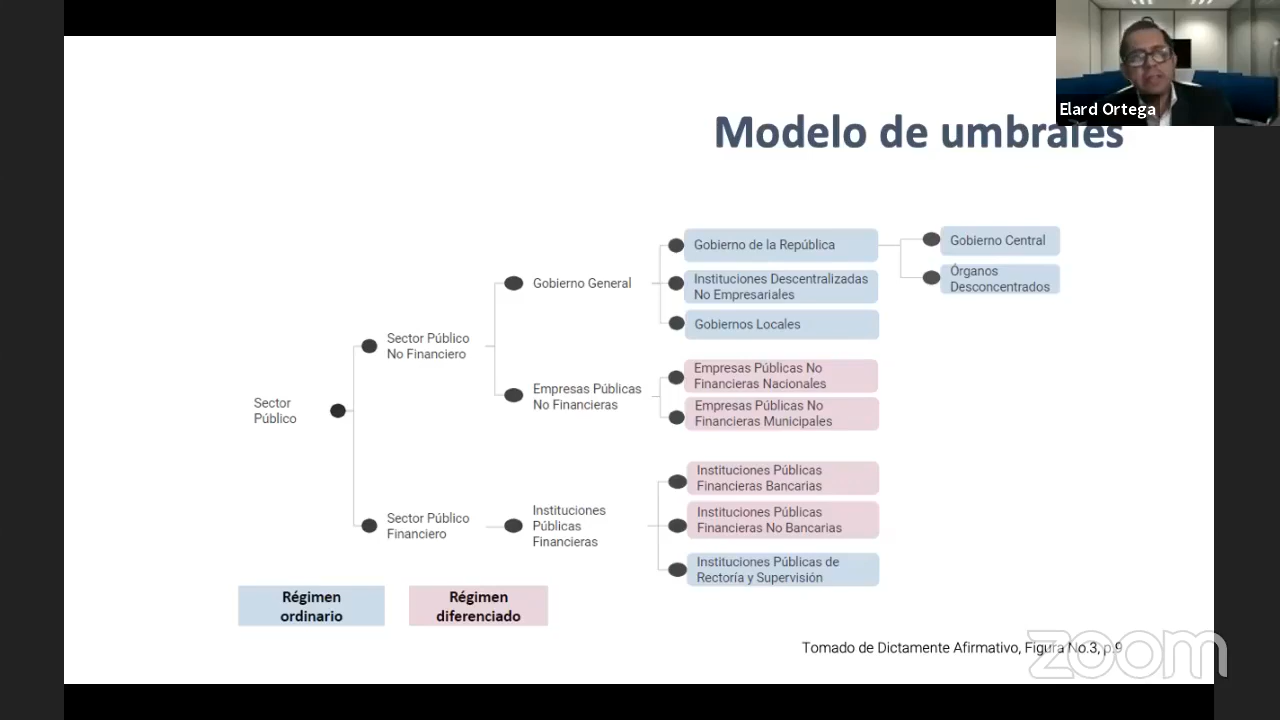 Elard Ortega
Modelo de umbrales
Gobierno de la República
Gobierno Central
Órganos
Desconcentrados
Gobierno General
Instituciones Descentralizadas
No Empresariales
Gobiernos Locales
Sector Público
No Financiero
Empresas Públicas No
Financieras Nacionales
Empresas Públicas
No Financieras
Empresas Públicas No
Financieras Municipales
Sector
Público
Instituciones Públicas
Financieras Bancarias
Sector Público
Financiero
Instituciones
Públicas
Financieras
Instituciones Públicas
Financieras No Bancarias
Instituciones Públicas de
Rectoría y Supervisión
Régimen
ordinario
Régimen
diferenciado
Tomado de Dictamente Afirmativo, Figura No.3, p.9
zoom